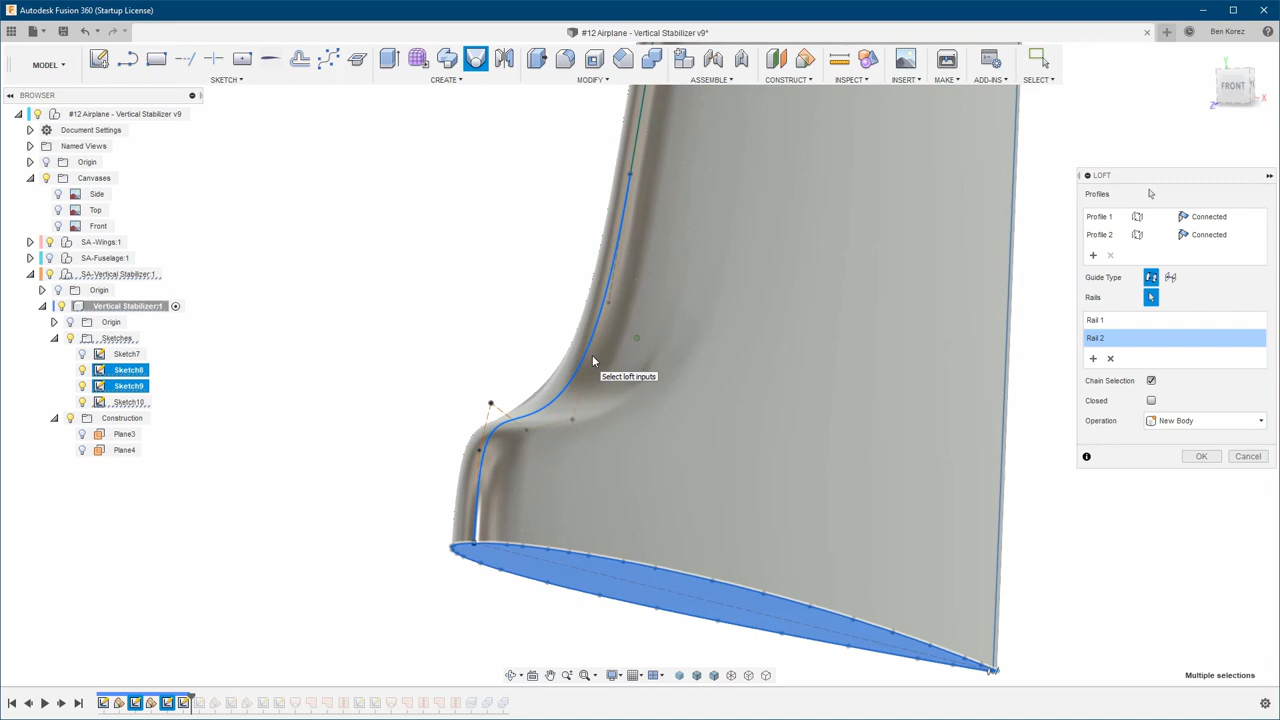 Autodesk Fusion 360 (Startup License)
#12 Airplane - Vertical Stabilizer v9*
Ben Korez
MODEL
SKETCH
CREATE
MODIFY
ASSEMBLE
CONSTRUCT
INSPECT
INSERT
MAKE
ADD-INS
SELECT
BROWSER
#12 Airplane - Vertical Stabilizer v9
Document Settings
Named Views
Origin
Canvases
Side
Top
Front
SA -Wings:1
SA-Fuselage:1
SA-Vertical Stabilizer:1
Origin
Vertical Stabilizer:1
Origin
Sketches
Sketch7
Sketch8
Sketch9
Sketch10
Construction
Plane3
Plane4
Y
FRONT
X
Z
LOFT
Profiles
Profile 1 Connected
Profile 2 Connected
Guide Type
Rails
Rail 1
Rail 2
Chain Selection
Closed
Operation New Body
OK Cancel
Select loft inputs
Multiple selections